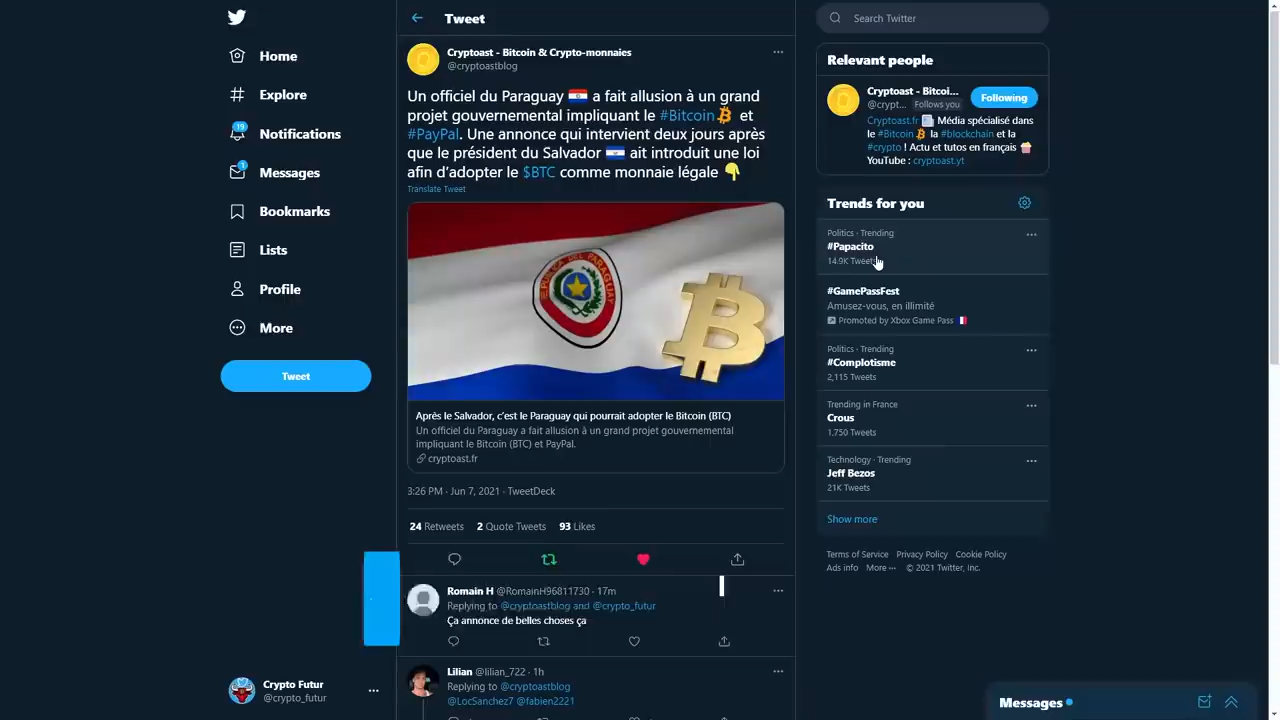 Home
Explore
19
Notifications
1
Messages
Bookmarks
Lists
Profile
More
Tweet
Crypto Futur
@crypto_futur
Tweet
Cryptoast - Bitcoin & Crypto-monnaies
@cryptoastblog
Un officiel du Paraguay 🇵🇾 a fait allusion à un grand
projet gouvernemental impliquant le #Bitcoin et
#PayPal. Une annonce qui intervient deux jours après
que le président du Salvador 🇸🇻 ait introduit une loi
afin d'adopter le $BTC comme monnaie légale 👇
Translate Tweet
REPUBLICA DEL PARAGUAY
Après le Salvador, c'est le Paraguay qui pourrait adopter le Bitcoin (BTC)
Un officiel du Paraguay a fait allusion à un grand projet gouvernemental
impliquant le Bitcoin (BTC) et PayPal.
cryptoast.fr
3:26 PM · Jun 7, 2021 · TweetDeck
24 Retweets 2 Quote Tweets 93 Likes
Romain H @RomainH96811730 · 17m
Replying to @cryptoastblog and @crypto_futur
Ça annonce de belles choses ça
Lilian @lilian_722 · 1h
Replying to @cryptoastblog
@LocSanchez7 @fabien2221
Search Twitter
Relevant people
Cryptoast - Bitcoi...
@crypt... Follows you
Following
Cryptoast.fr 📰 Média spécialisé dans
le #Bitcoin la #blockchain et la
#crypto ! Actu et tutos en français 🍿
YouTube : cryptoast.yt
Trends for you
Politics · Trending
#Papacito
14.9K Tweets
#GamePassFest
Amusez-vous, en illimité
Promoted by Xbox Game Pass 🇫🇷
Politics · Trending
#Complotisme
2,115 Tweets
Trending in France
Crous
1,750 Tweets
Technology · Trending
Jeff Bezos
21K Tweets
Show more
Terms of Service Privacy Policy Cookie Policy
Ads info More ··· © 2021 Twitter, Inc.
Messages